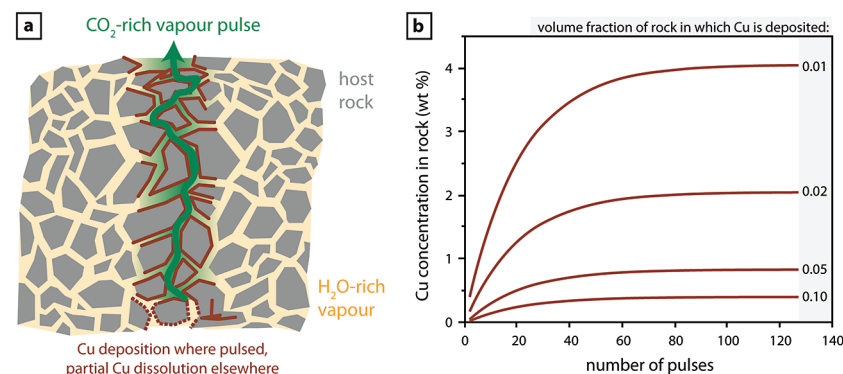 a
CO₂-rich vapour pulse
host
rock
H₂O-rich
vapour
Cu deposition where pulsed,
partial Cu dissolution elsewhere
b
volume fraction of rock in which Cu is deposited:
Cu concentration in rock (wt %)
4
3
2
1
0
0.01
0.02
0.05
0.10
0 20 40 60 80 100 120 140
number of pulses